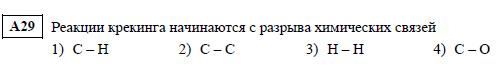 А29 Реакции крекинга начинаются с разрыва химических связей
1) С – Н 2) С – С 3) Н – Н 4) С – О